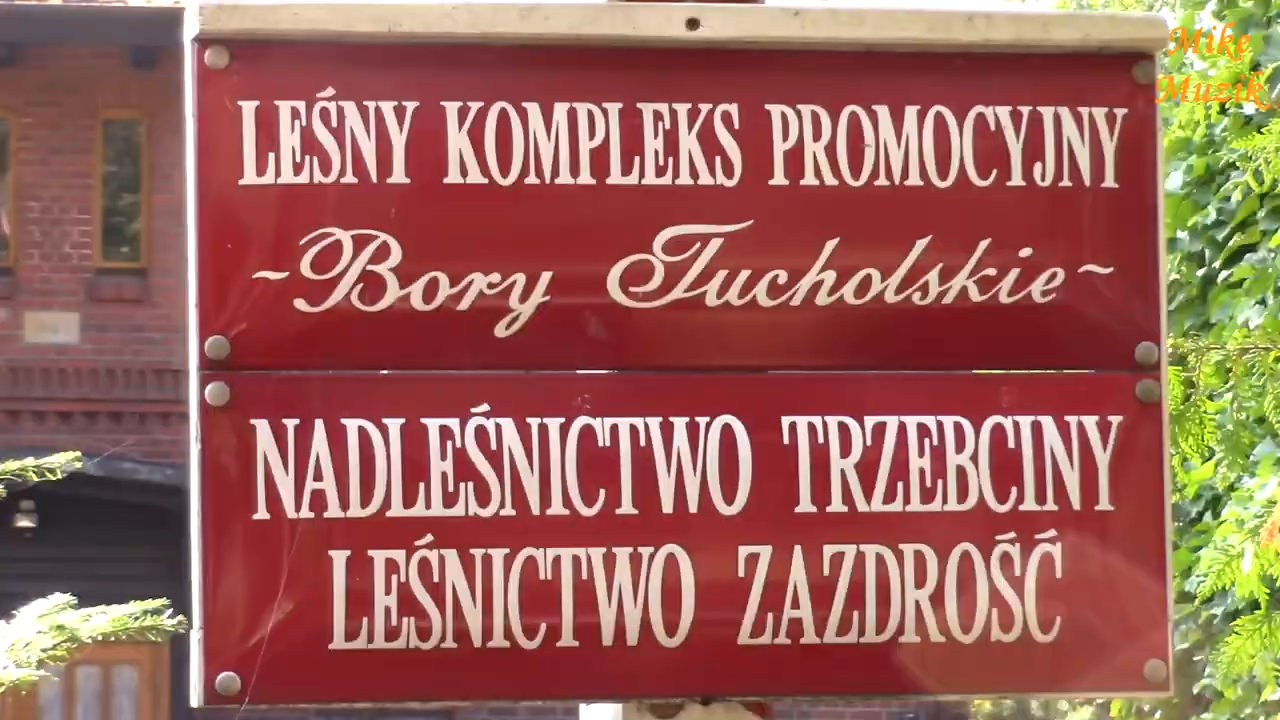 Mike
Muzik
LEŚNY KOMPLEKS PROMOCYJNY
~Bory Tucholskie~
NADLEŚNICTWO TRZEBCINY
LEŚNICTWO ZAZDROŚĆ